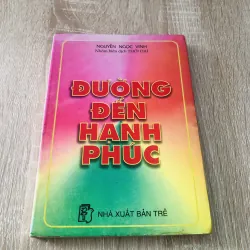 NGUYỄN NGỌC VINH
ĐƯỜNG
ĐẾN
HẠNH
PHÚC
NHÀ XUẤT BẢN TRẺ